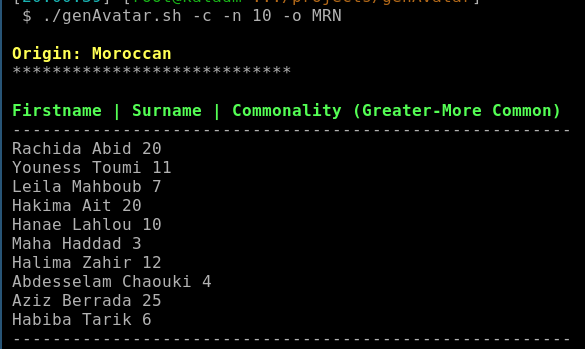 $ ./genAvatar.sh -c -n 10 -o MRN
Origin: Moroccan
****************************
Firstname | Surname | Commonality (Greater-More Common)
--------------------------------------------------------
Rachida Abid 20
Youness Toumi 11
Leila Mahboub 7
Hakima Ait 20
Hanae Lahlou 10
Maha Haddad 3
Halima Zahir 12
Abdesselam Chaouki 4
Aziz Berrada 25
Habiba Tarik 6
--------------------------------------------------------